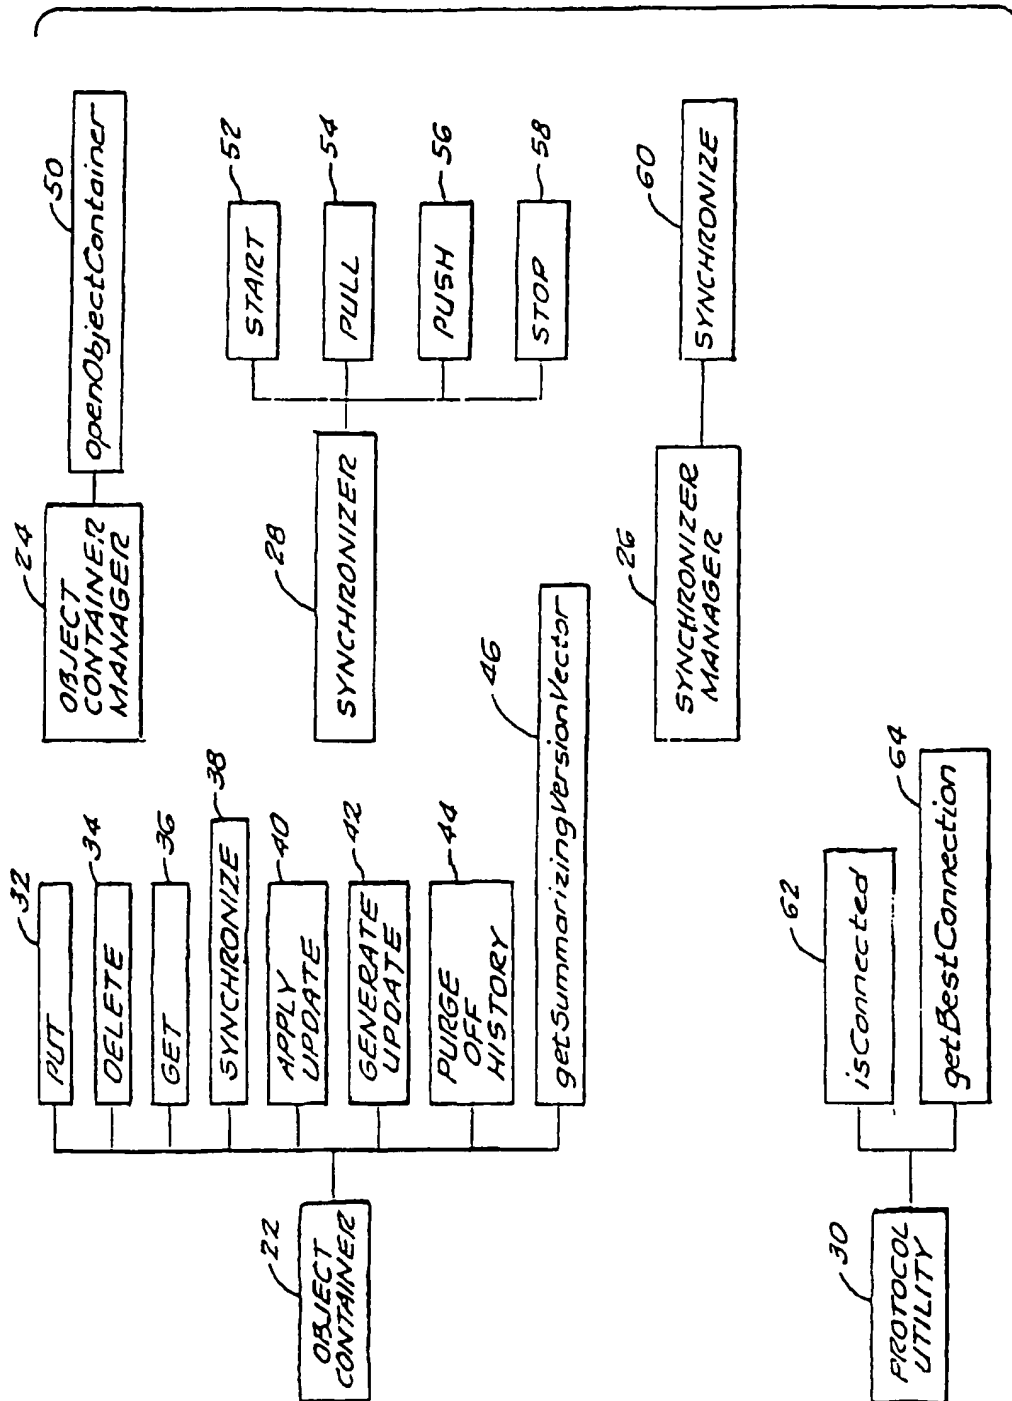 22
OBJECT
CONTAINER
32
PUT
34
DELETE
36
GET
38
SYNCHRONIZE
40
APPLY
UPDATE
42
GENERATE
UPDATE
44
PURGE
OFF
HISTORY
46
getSummarizingVersionVector
24
OBJECT
CONTAINER
MANAGER
50
openObjectContainer
28
SYNCHRONIZER
52
START
54
PULL
56
PUSH
58
STOP
30
PROTOCOL
UTILITY
62
isConnected
64
getBestConnection
26
SYNCHRONIZER
MANAGER
60
SYNCHRONIZE